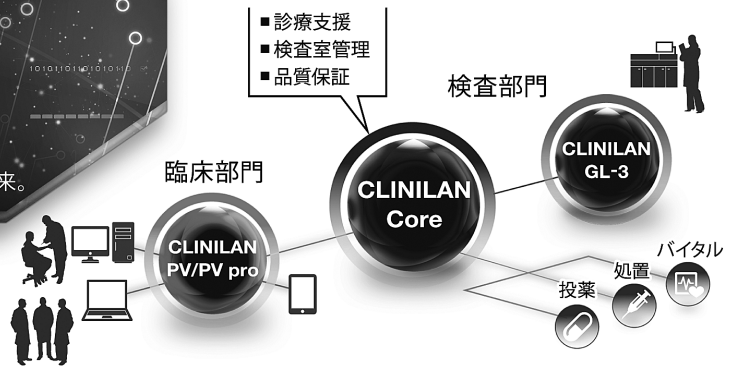 ■診療支援
■検査室管理
■品質保証
1010110110101010110
検査部門
CLINILAN
GL-3
来。
臨床部門
CLINILAN
Core
CLINILAN
PV/PV pro
バイタル
処置
投薬